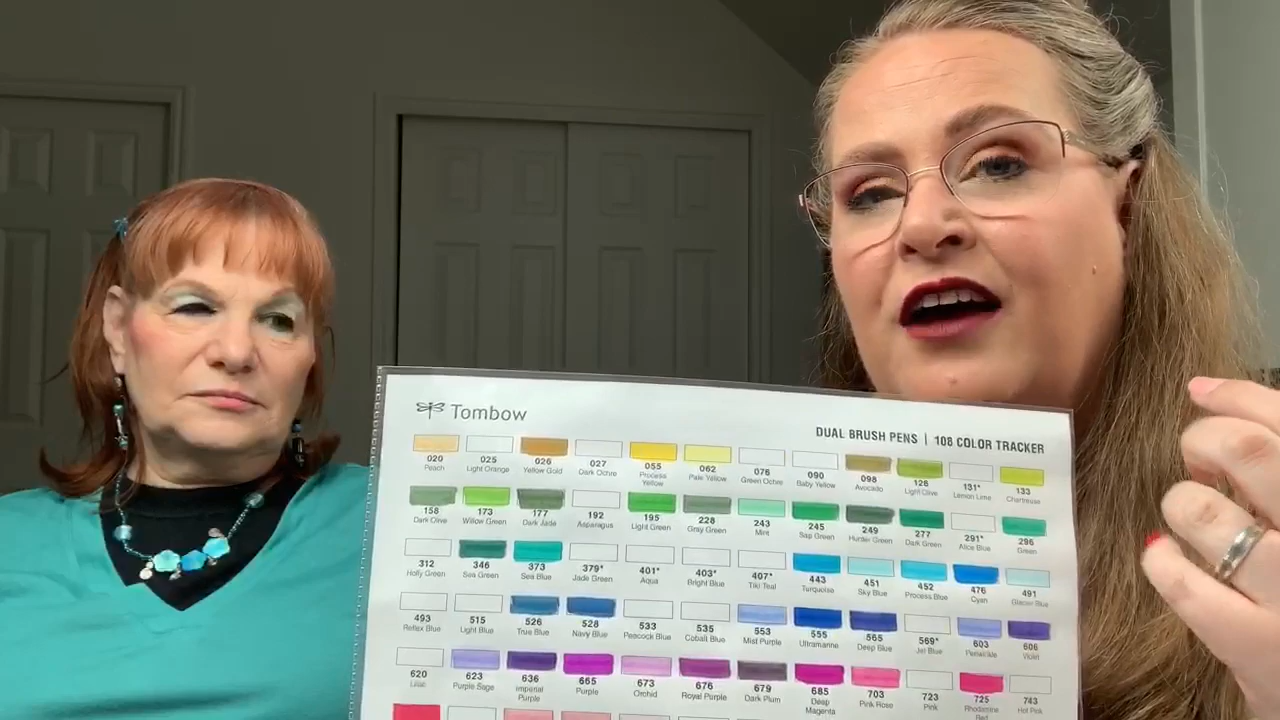 Tombow
DUAL BRUSH PENS | 108 COLOR TRACKER
020 025 026 027 055 062 076 090 098 126 131* 133
Peach Light Orange Yellow Gold Dark Ochre Process Yellow Pale Yellow Green Ochre Baby Yellow Avocado Light Olive Lemon Lime Chartreuse
158 173 177 192 195 228 243 245 249 277 291* 296
Dark Olive Willow Green Dark Jade Asparagus Light Green Gray Green Mint Sap Green Hunter Green Dark Green Alice Blue Green
312 346 373 379* 401* 403* 407* 443 451 452 476 491
Holly Green Sea Green Sea Blue Jade Green Aqua Bright Blue Tiki Teal Turquoise Sky Blue Process Blue Cyan Glacier Blue
493 515 526 528 533 535 553 555 565 569* 603 606
Reflex Blue Light Blue True Blue Navy Blue Peacock Blue Cobalt Blue Mist Purple Ultramarine Deep Blue Jet Blue Periwinkle Violet
620 623 636 665 673 676 679 685 703 723 725 743
Lilac Purple Sage Imperial Purple Purple Orchid Royal Purple Dark Plum Deep Magenta Pink Rose Pink Rhodamine Red Hot Pink